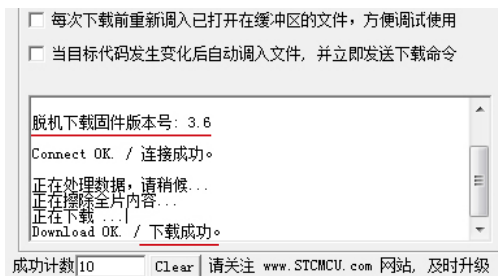 每次下载前重新调入已打开在缓冲区的文件，方便调试使用
当目标代码发生变化后自动调入文件, 并立即发送下载命令
脱机下载固件版本号: 3.6
Connect OK. / 连接成功。
正在处理数据，请稍候...
正在擦除全片内容...
正在下载 ...
Download OK. / 下载成功。
成功计数 10 Clear 请关注 www.STCMCU.com 网站, 及时升级